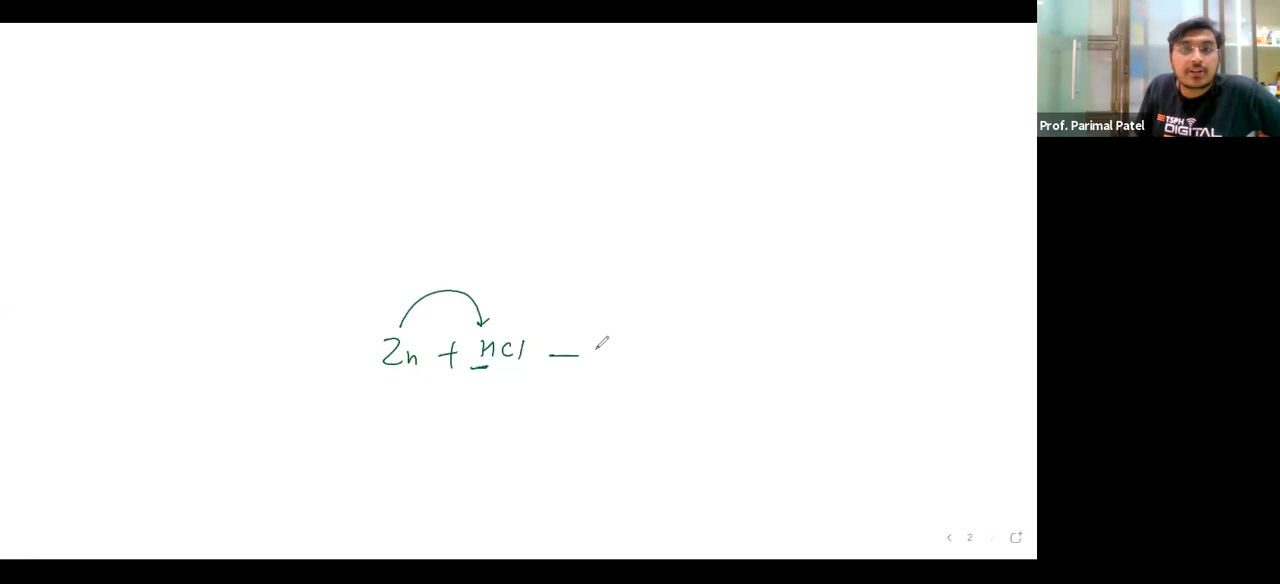 Prof. Parimal Patel
TSPH
DIGITAL
Zn + HCl —
2